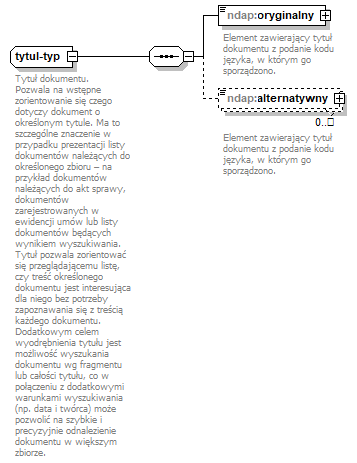 ndap:oryginalny
Element zawierający tytuł
dokumentu z podanie kodu
języka, w którym go
sporządzono.
tytul-typ
Tytuł dokumentu.
Pozwala na wstępne
zorientowanie się czego
dotyczy dokument o
określonym tytule. Ma to
szczególne znaczenie w
przypadku prezentacji listy
dokumentów należących do
określonego zbioru – na
przykład dokumentów
należących do akt sprawy,
dokumentów
zarejestrowanych w
ewidencji umów lub listy
dokumentów będących
wynikiem wyszukiwania.
Tytuł pozwala zorientować
się przeglądającemu listę,
czy treść określonego
dokumentu jest interesująca
dla niego bez potrzeby
zapoznawania się z treścią
każdego dokumentu.
Dodatkowym celem
wyodrębnienia tytułu jest
możliwość wyszukania
dokumentu wg fragmentu
lub całości tytułu, co w
połączeniu z dodatkowymi
warunkami wyszukiwania
(np. data i twórca) może
pozwolić na szybkie i
precyzyjnie odnalezienie
dokumentu w większym
zbiorze.
ndap:alternatywny
0..
Element zawierający tytuł
dokumentu z podanie kodu
języka, w którym go
sporządzono.